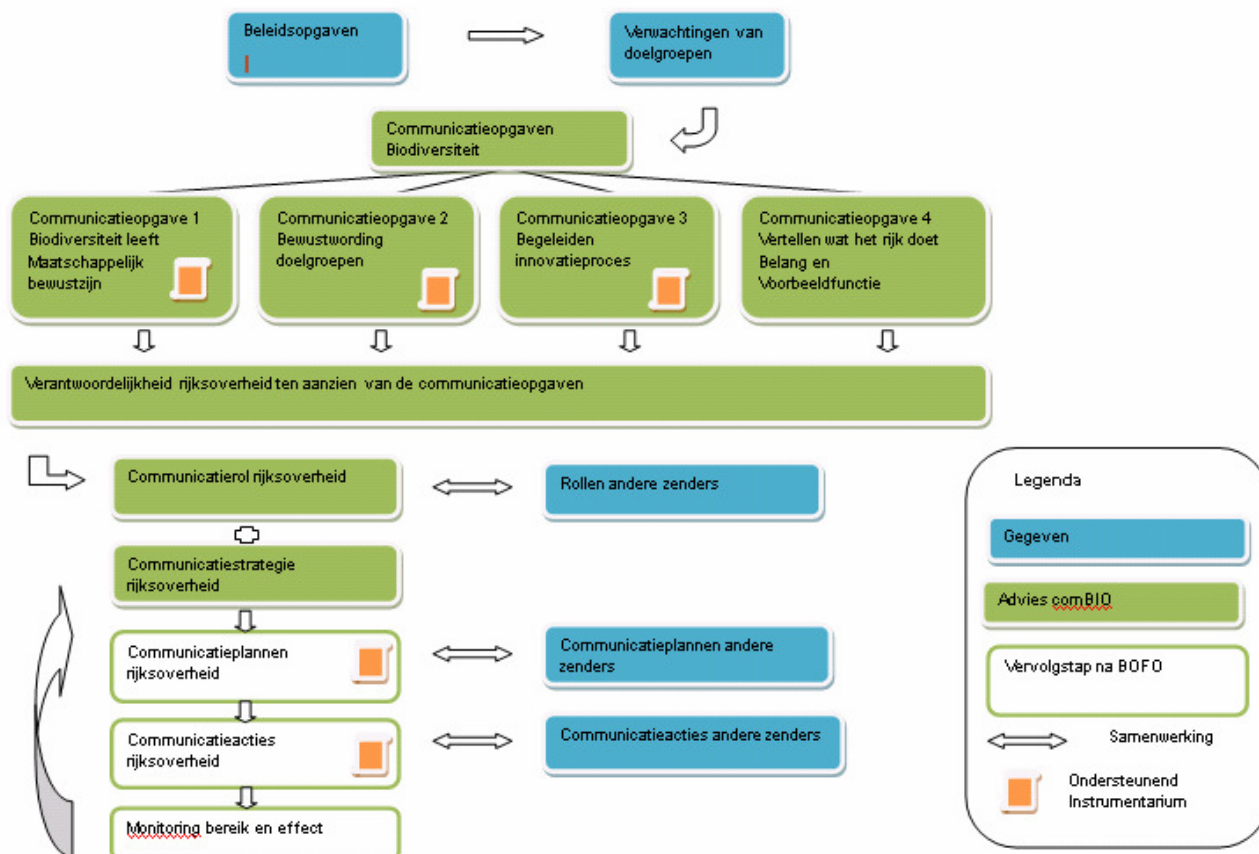 Beleidsopgaven
Verwachtingen van
doelgroepen
Communicatieopgaven
Biodiversiteit
Communicatieopgave 1
Biodiversiteit leeft
Maatschappelijk
bewustzijn
Communicatieopgave 2
Bewustwording
doelgroepen
Communicatieopgave 3
Begeleiden
innovatieproces
Communicatieopgave 4
Vertellen wat het rijk doet
Belang en
Voorbeeldfunctie
Verantwoordelijkheid rijksoverheid ten aanzien van de communicatieopgaven
Communicatierol rijksoverheid
Rollen andere zenders
Communicatiestrategie
rijksoverheid
Communicatieplannen
rijksoverheid
Communicatieplannen andere
zenders
Communicatieacties
rijksoverheid
Communicatieacties andere zenders
Monitoring bereik en effect
Legenda
Gegeven
Advies comBIO
Vervolgstap na BOFO
Samenwerking
Ondersteunend
Instrumentarium